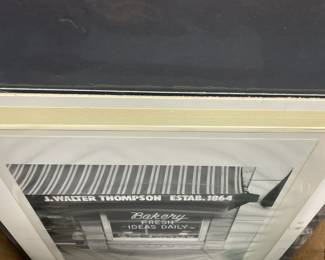 J. WALTER THOMPSON ESTAB. 1864
Bakery
FRESH
IDEAS DAILY